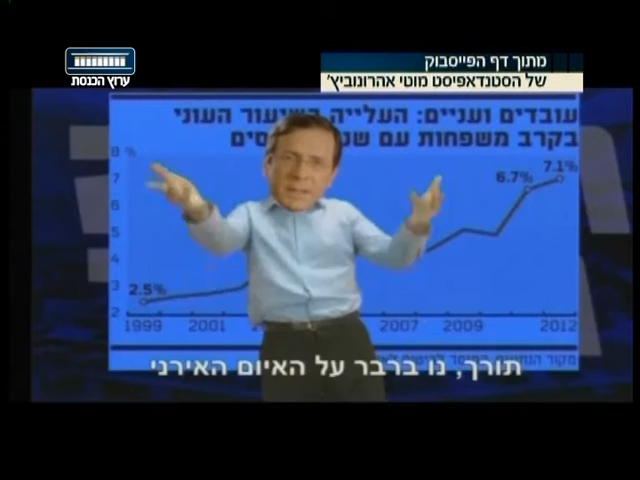 ערוץ הכנסת
מתוך דף הפייסבוק
של הסטנדאפיסט מוטי אהרונוביץ'
עובדים ועניים: העלייה בשיעור העוני
בקרב משפחות עם שני
8 %
7
6
5
4
3
2
2.5%
6.7%
7.1%
1999 2001 2007 2009 2012
תורך, נו ברבר על האיום האירני